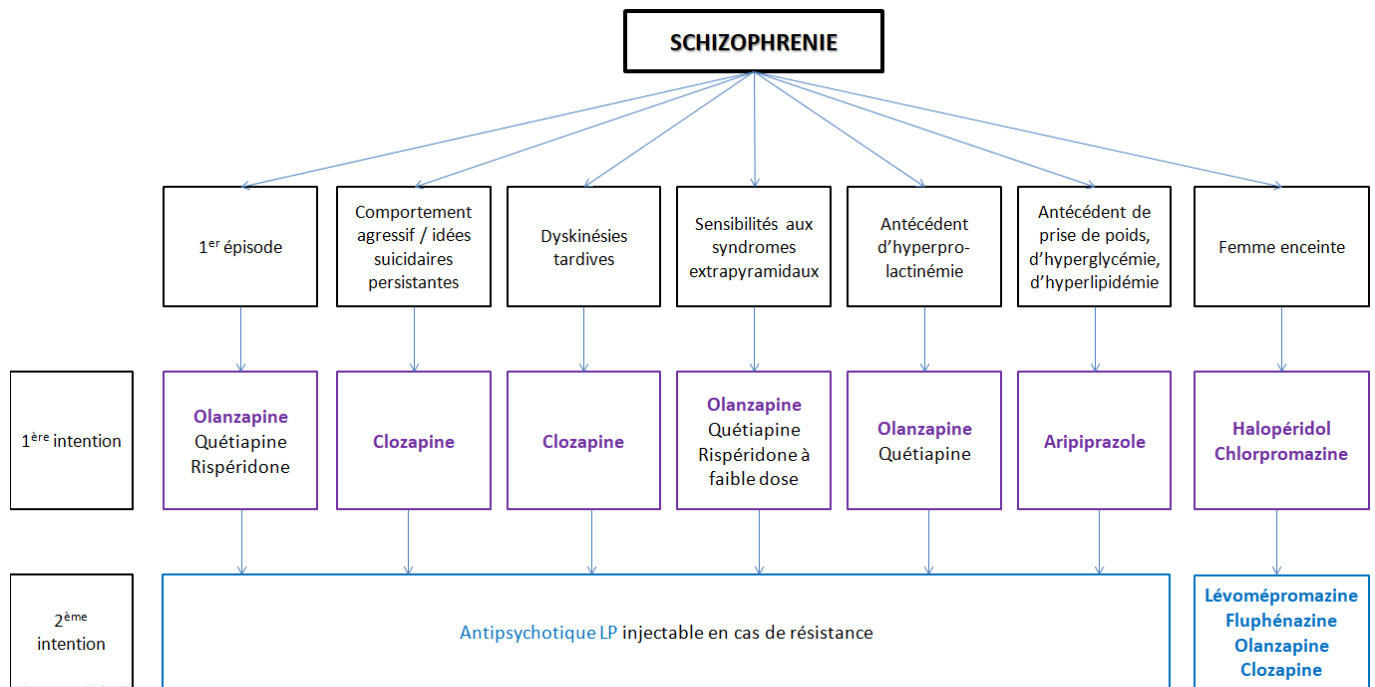 SCHIZOPHRENIE
1er épisode
Comportement
agressif / idées
suicidaires
persistantes
Dyskinésies
tardives
Sensibilités aux
syndromes
extrapyramidaux
Antécédent
d’hyperpro-
lactinémie
Antécédent de
prise de poids,
d’hyperglycémie,
d’hyperlipidémie
Femme enceinte
1ère intention
Olanzapine
Quétiapine
Rispéridone
Clozapine
Clozapine
Olanzapine
Quétiapine
Rispéridone à
faible dose
Olanzapine
Quétiapine
Aripiprazole
Halopéridol
Chlorpromazine
2ème
intention
Antipsychotique LP injectable en cas de résistance
Lévomépromazine
Fluphénazine
Olanzapine
Clozapine